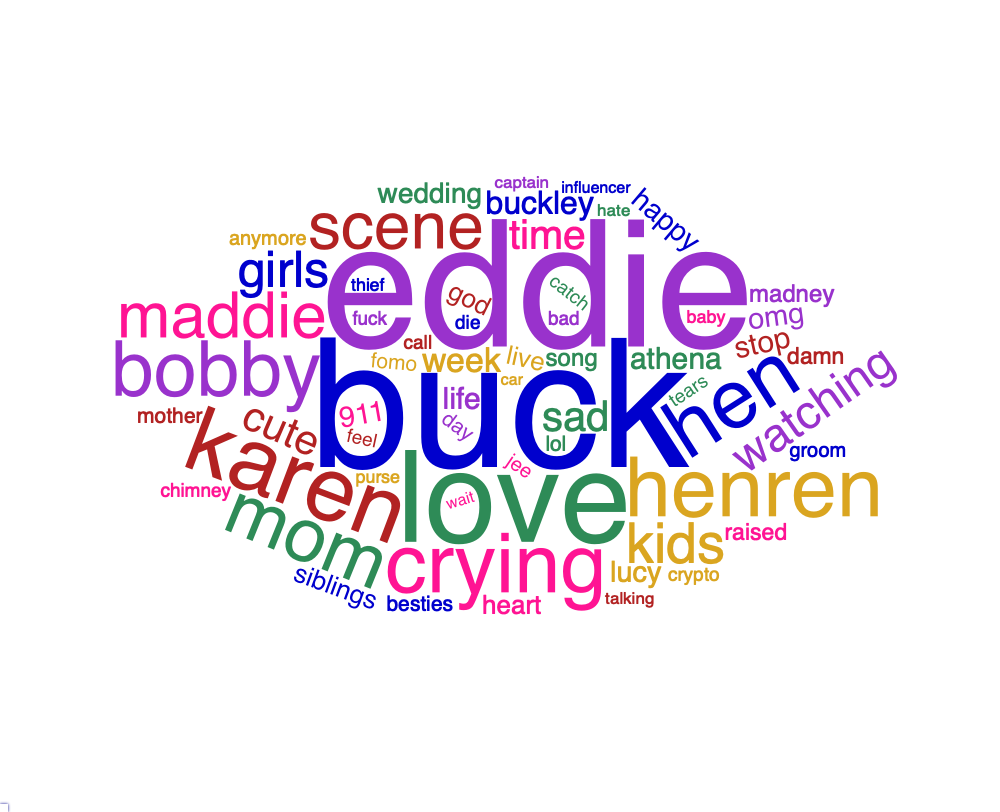 captain
influencer
wedding
buckley
hate
happy
anymore
scene
time
eddie
girls
thief
god
catch
madney
maddie
fuck
die
bad
baby
omg
call
stop
damn
bobby
fomo
week
live
song
athena
car
buck
tears
hen
watching
mother
cute
911
life
sad
feel
day
lol
groom
karen
jee
chimney
purse
love
wait
henren
mom
crying
kids
raised
siblings
lucy
crypto
besties
heart
talking